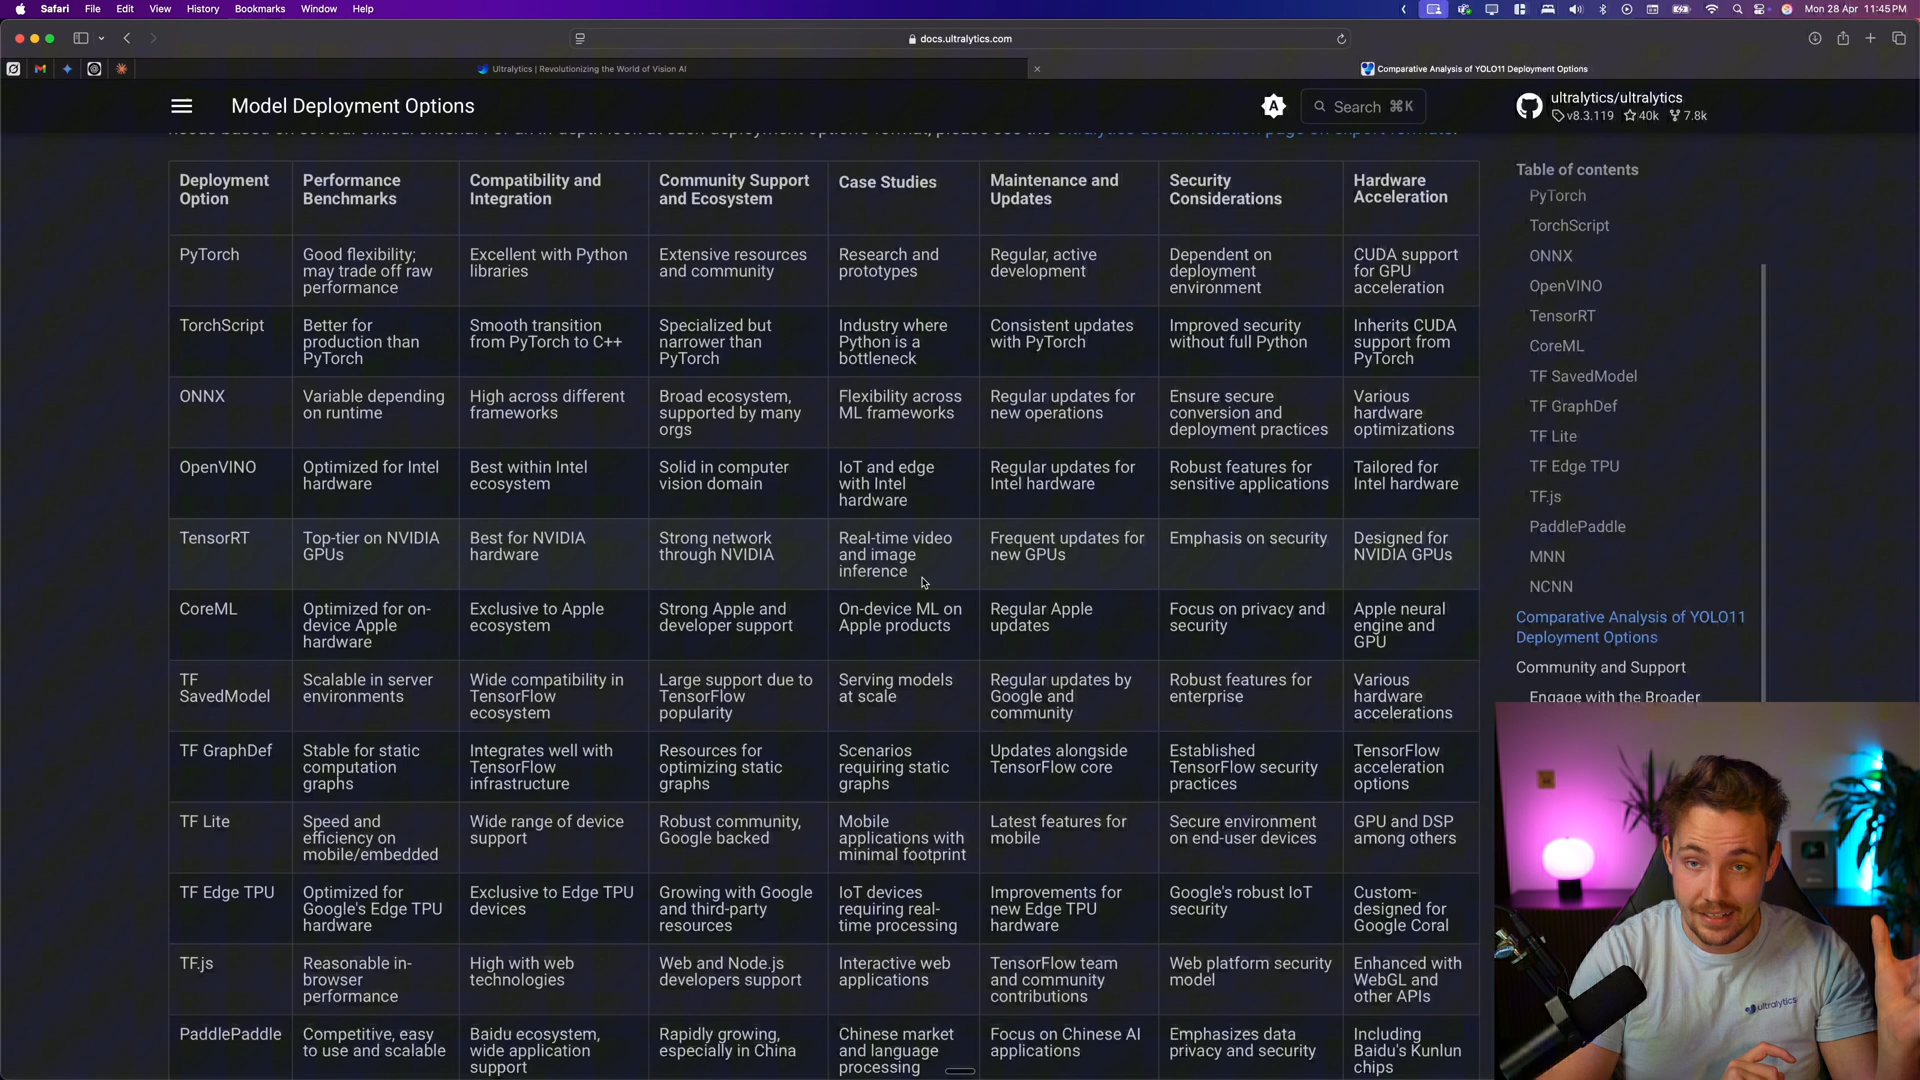 Safari File Edit View History Bookmarks Window Help
Mon 28 Apr 11:45 PM
docs.ultralytics.com
Ultralytics | Revolutionizing the World of Vision AI
Comparative Analysis of YOLO11 Deployment Options
Model Deployment Options
Search ⌘K
ultralytics/ultralytics
v8.3.119 40k 7.8k
needs based on several critical criteria. For an in-depth look at each deployment option's format, please see the Ultralytics documentation page on export formats.
Deployment Option
Performance Benchmarks
Compatibility and Integration
Community Support and Ecosystem
Case Studies
Maintenance and Updates
Security Considerations
Hardware Acceleration
PyTorch
Good flexibility; may trade off raw performance
Excellent with Python libraries
Extensive resources and community
Research and prototypes
Regular, active development
Dependent on deployment environment
CUDA support for GPU acceleration
TorchScript
Better for production than PyTorch
Smooth transition from PyTorch to C++
Specialized but narrower than PyTorch
Industry where Python is a bottleneck
Consistent updates with PyTorch
Improved security without full Python
Inherits CUDA support from PyTorch
ONNX
Variable depending on runtime
High across different frameworks
Broad ecosystem, supported by many orgs
Flexibility across ML frameworks
Regular updates for new operations
Ensure secure conversion and deployment practices
Various hardware optimizations
OpenVINO
Optimized for Intel hardware
Best within Intel ecosystem
Solid in computer vision domain
IoT and edge with Intel hardware
Regular updates for Intel hardware
Robust features for sensitive applications
Tailored for Intel hardware
TensorRT
Top-tier on NVIDIA GPUs
Best for NVIDIA hardware
Strong network through NVIDIA
Real-time video and image inference
Frequent updates for new GPUs
Emphasis on security
Designed for NVIDIA GPUs
CoreML
Optimized for on-device Apple hardware
Exclusive to Apple ecosystem
Strong Apple and developer support
On-device ML on Apple products
Regular Apple updates
Focus on privacy and security
Apple neural engine and GPU
TF SavedModel
Scalable in server environments
Wide compatibility in TensorFlow ecosystem
Large support due to TensorFlow popularity
Serving models at scale
Regular updates by Google and community
Robust features for enterprise
Various hardware accelerations
TF GraphDef
Stable for static computation graphs
Integrates well with TensorFlow infrastructure
Resources for optimizing static graphs
Scenarios requiring static graphs
Updates alongside TensorFlow core
Established TensorFlow security practices
TensorFlow acceleration options
TF Lite
Speed and efficiency on mobile/embedded
Wide range of device support
Robust community, Google backed
Mobile applications with minimal footprint
Latest features for mobile
Secure environment on end-user devices
GPU and DSP among others
TF Edge TPU
Optimized for Google's Edge TPU hardware
Exclusive to Edge TPU devices
Growing with Google and third-party resources
IoT devices requiring real-time processing
Improvements for new Edge TPU hardware
Google's robust IoT security
Custom-designed for Google Coral
TF.js
Reasonable in-browser performance
High with web technologies
Web and Node.js developers support
Interactive web applications
TensorFlow team and community contributions
Web platform security model
Enhanced with WebGL and other APIs
PaddlePaddle
Competitive, easy to use and scalable
Baidu ecosystem, wide application support
Rapidly growing, especially in China
Chinese market and language processing
Focus on Chinese AI applications
Emphasizes data privacy and security
Including Baidu's Kunlun chips
Table of contents
PyTorch
TorchScript
ONNX
OpenVINO
TensorRT
CoreML
TF SavedModel
TF GraphDef
TF Lite
TF Edge TPU
TF.js
PaddlePaddle
MNN
NCNN
Comparative Analysis of YOLO11
Deployment Options
Community and Support
Engage with the Broader
ultralytics